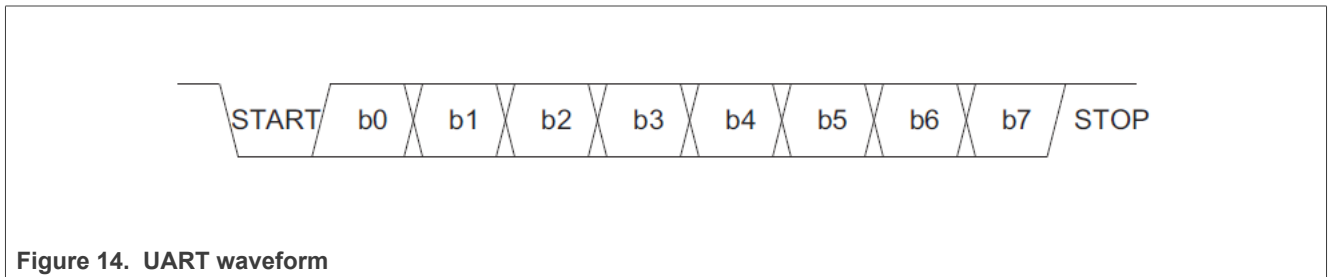 START b0 b1 b2 b3 b4 b5 b6 b7 STOP
Figure 14. UART waveform